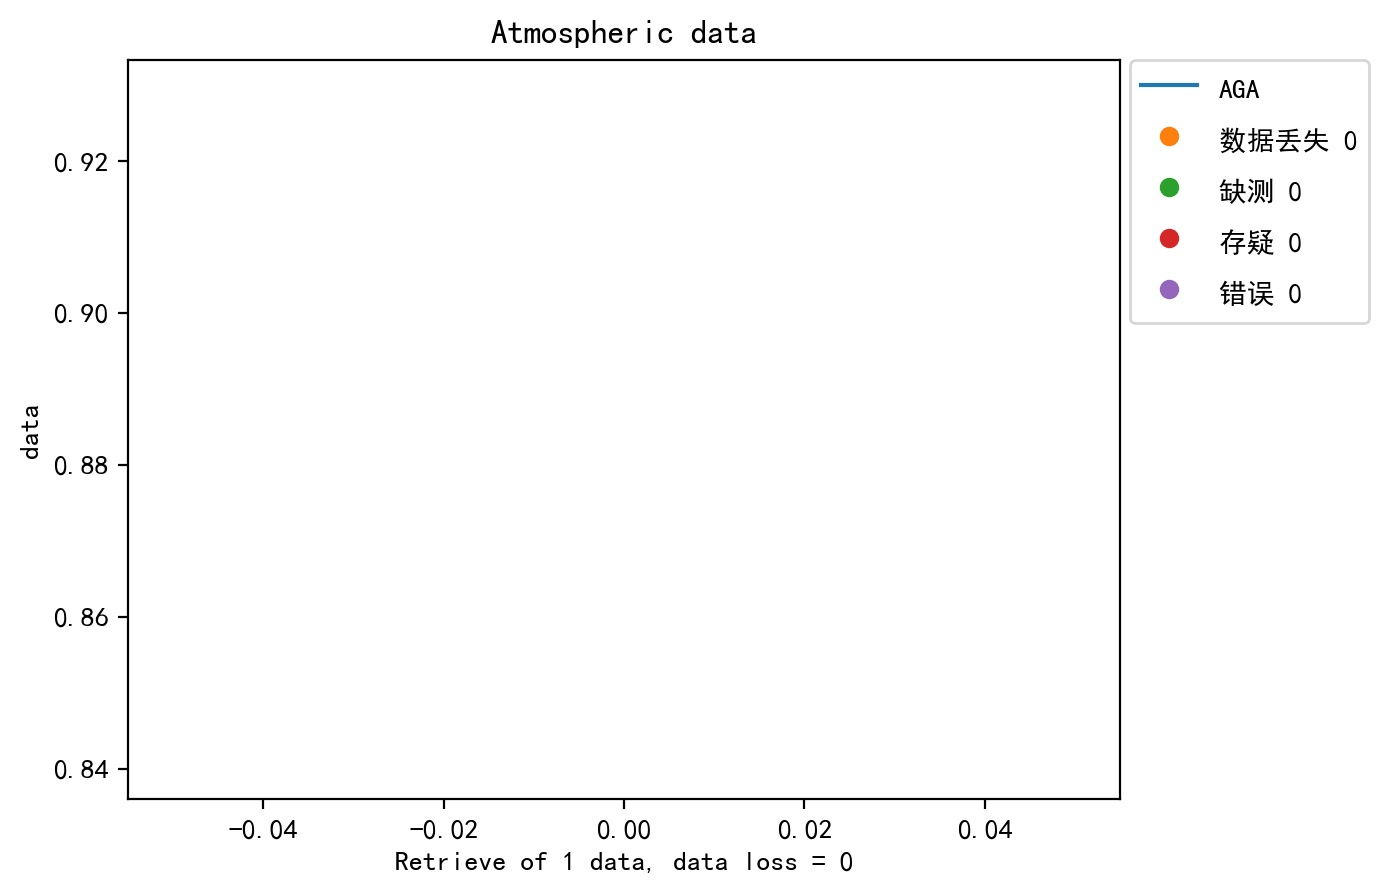 Atmospheric data
AGA
数据丢失 0
缺测 0
存疑 0
错误 0
data
0.92
0.90
0.88
0.86
0.84
-0.04
-0.02
0.00
0.02
0.04
Retrieve of 1 data, data loss = 0